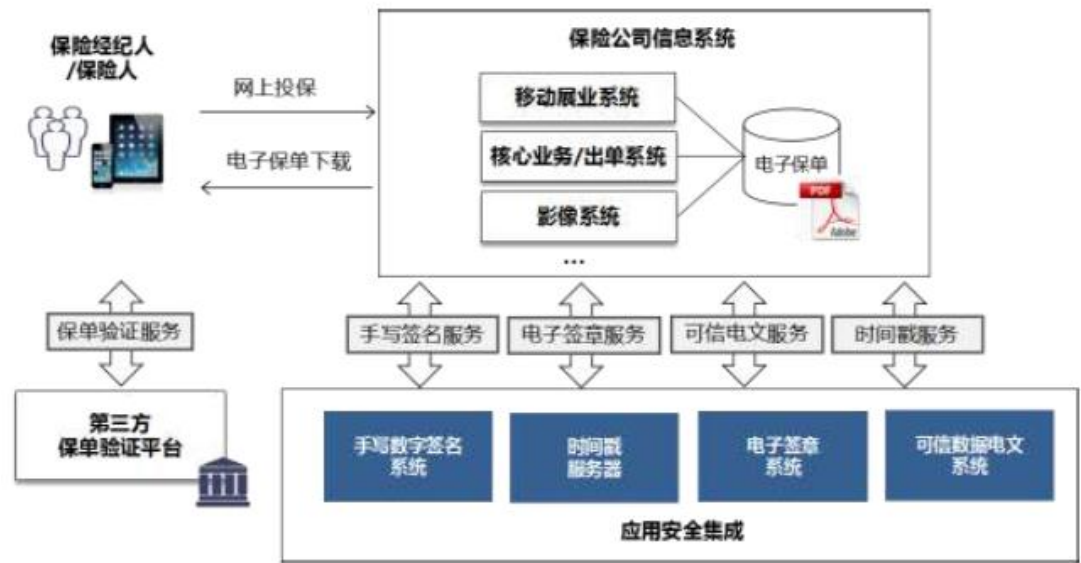 保险经纪人
/保险人
网上投保
电子保单下载
保险公司信息系统
移动展业系统
核心业务/出单系统
影像系统
...
电子保单
PDF
Adobe
保单验证服务
手写签名服务
电子签章服务
可信电文服务
时间戳服务
第三方
保单验证平台
手写数字签名
系统
时间戳
服务器
电子签章
系统
可信数据电文
系统
应用安全集成